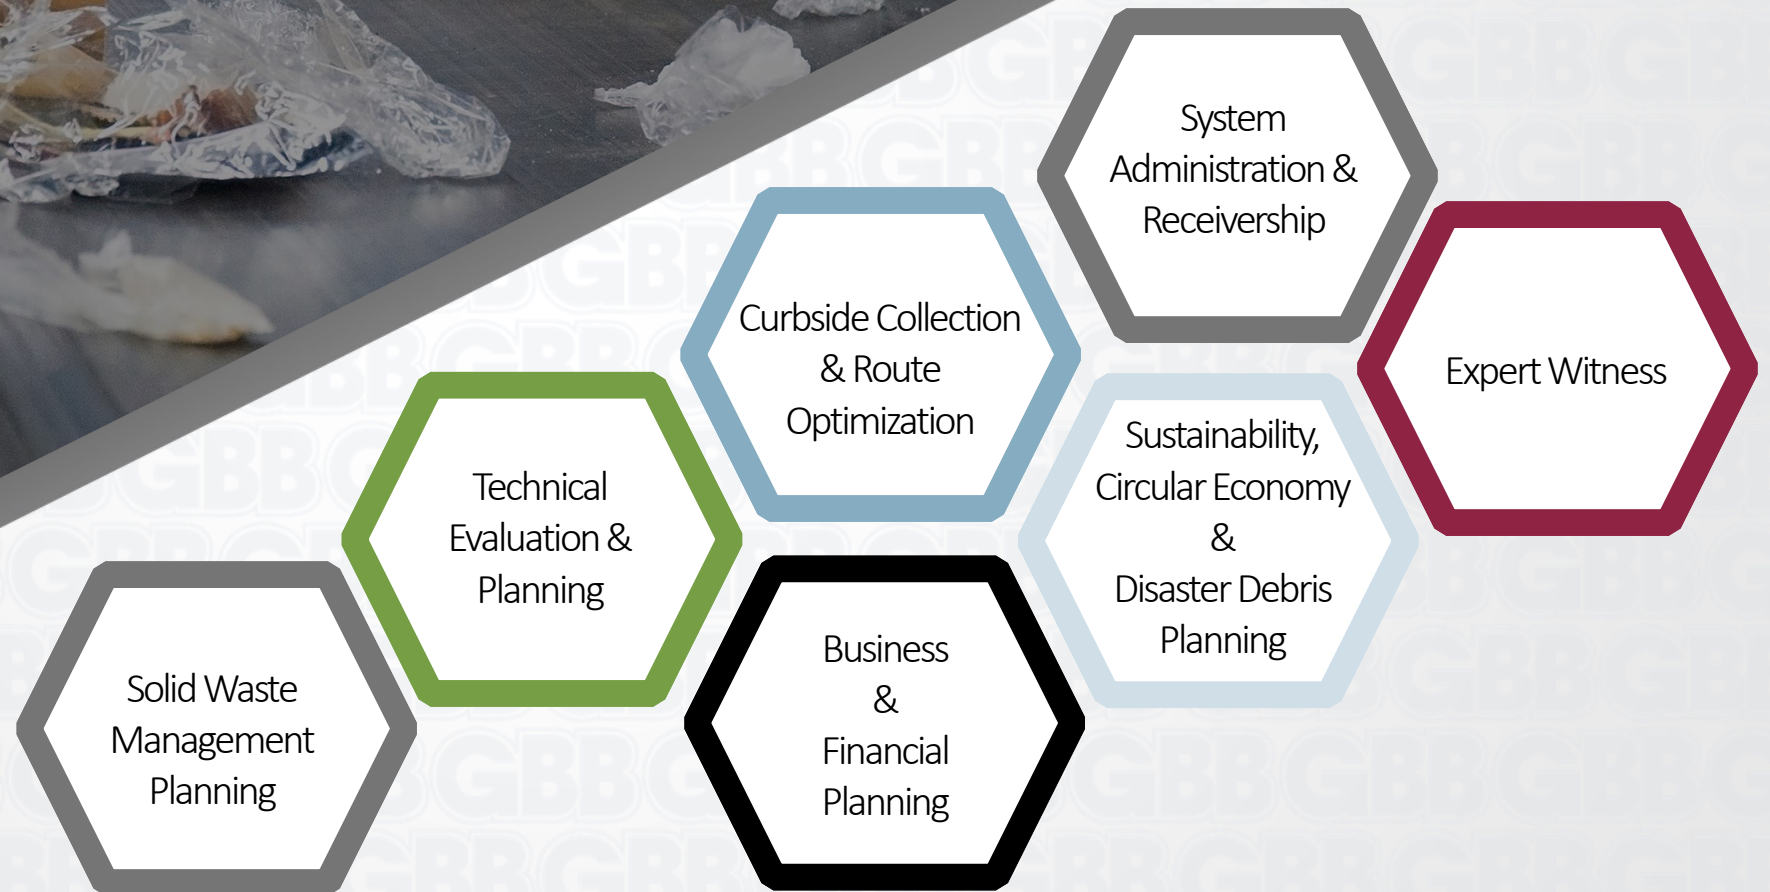 System
Administration &
Receivership
Curbside Collection
& Route
Optimization
Expert Witness
Technical
Evaluation &
Planning
Sustainability,
Circular Economy
&
Disaster Debris
Planning
Solid Waste
Management
Planning
Business
&
Financial
Planning
GBB